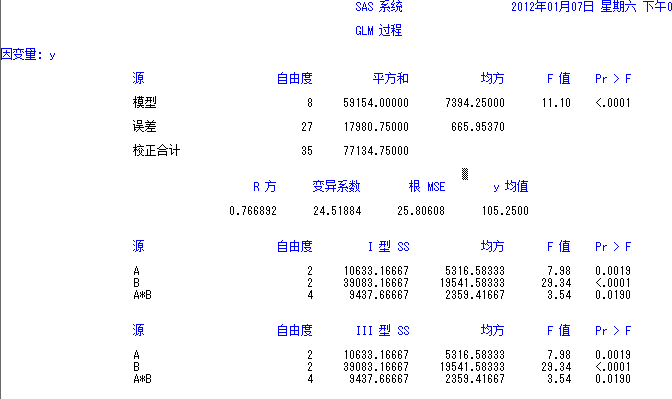 SAS 系统 2012年01月07日 星期六 下午0
GLM 过程
因变量: y
源 自由度 平方和 均方 F 值 Pr > F
模型 8 59154.00000 7394.25000 11.10 <.0001
误差 27 17980.75000 665.95370
校正合计 35 77134.75000
R 方 变异系数 根 MSE y 均值
0.766892 24.51884 25.80608 105.2500
源 自由度 I 型 SS 均方 F 值 Pr > F
A 2 10633.16667 5316.58333 7.98 0.0019
B 2 39083.16667 19541.58333 29.34 <.0001
A*B 4 9437.66667 2359.41667 3.54 0.0190
源 自由度 III 型 SS 均方 F 值 Pr > F
A 2 10633.16667 5316.58333 7.98 0.0019
B 2 39083.16667 19541.58333 29.34 <.0001
A*B 4 9437.66667 2359.41667 3.54 0.0190